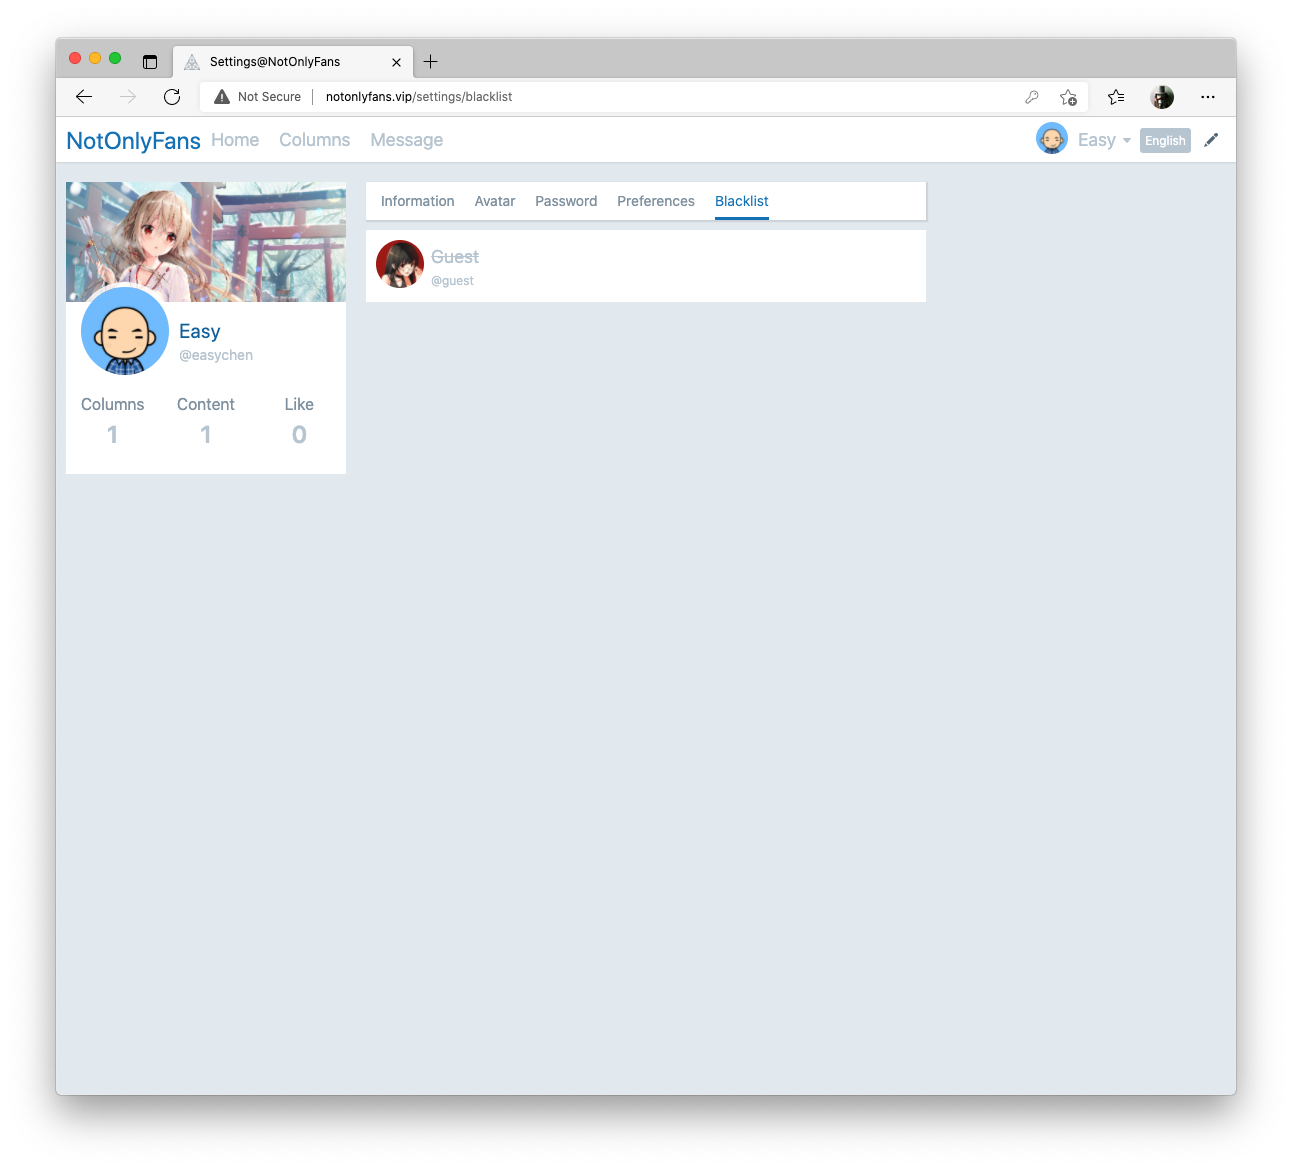 Settings@NotOnlyFans
Not Secure notonlyfans.vip/settings/blacklist
NotOnlyFans Home Columns Message Easy English
Information Avatar Password Preferences Blacklist
Guest
@guest
Easy
@easychen
Columns Content Like
1 1 0